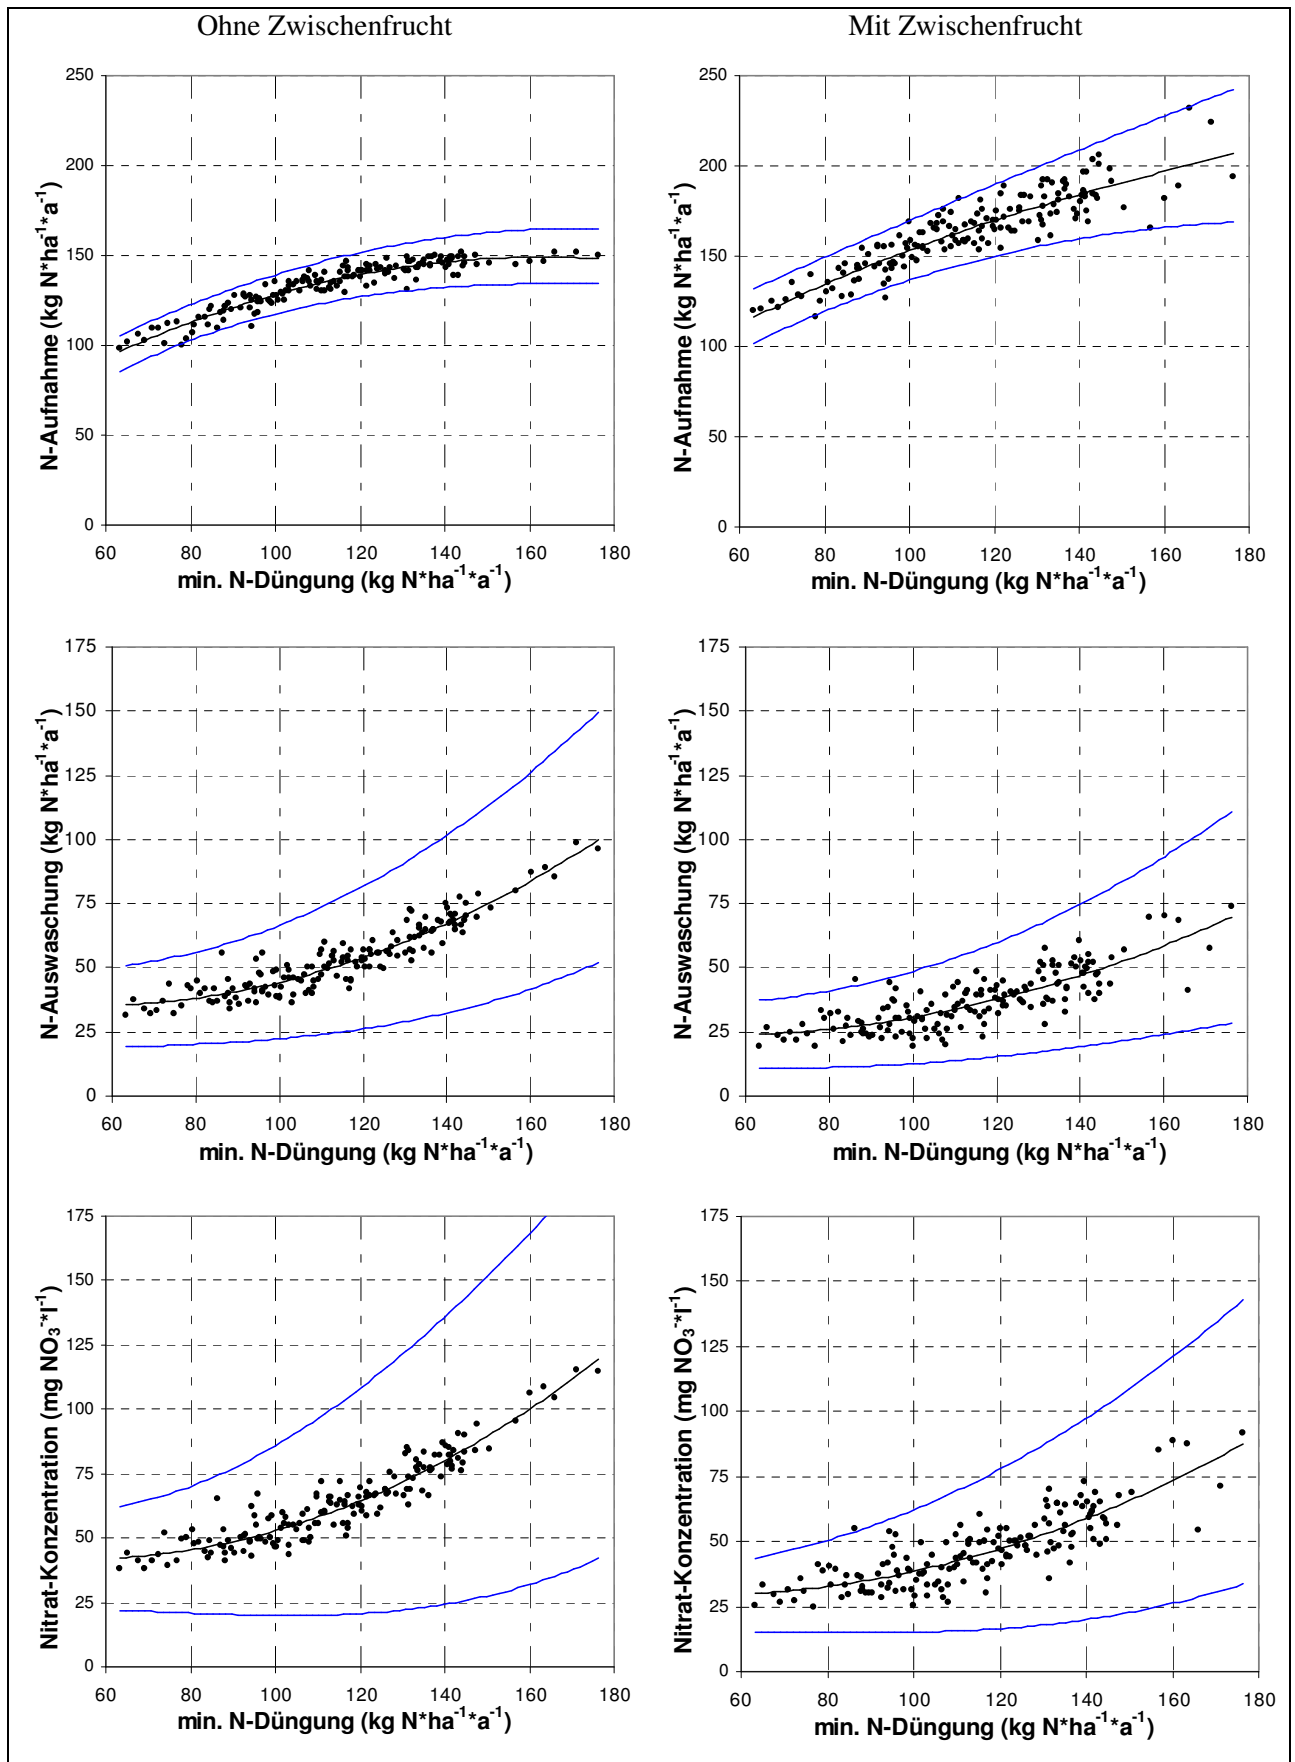 Ohne Zwischenfrucht
Mit Zwischenfrucht
N-Aufnahme (kg N*ha⁻¹*a⁻¹)
250
200
150
100
50
0
60 80 100 120 140 160 180
min. N-Düngung (kg N*ha⁻¹*a⁻¹)
N-Aufnahme (kg N*ha⁻¹*a⁻¹)
250
200
150
100
50
0
60 80 100 120 140 160 180
min. N-Düngung (kg N*ha⁻¹*a⁻¹)
N-Auswaschung (kg N*ha⁻¹*a⁻¹)
175
150
125
100
75
50
25
0
60 80 100 120 140 160 180
min. N-Düngung (kg N*ha⁻¹*a⁻¹)
N-Auswaschung (kg N*ha⁻¹*a⁻¹)
175
150
125
100
75
50
25
0
60 80 100 120 140 160 180
min. N-Düngung (kg N*ha⁻¹*a⁻¹)
Nitrat-Konzentration (mg NO₃⁻*l⁻¹)
175
150
125
100
75
50
25
0
60 80 100 120 140 160 180
min. N-Düngung (kg N*ha⁻¹*a⁻¹)
Nitrat-Konzentration (mg NO₃⁻*l⁻¹)
175
150
125
100
75
50
25
0
60 80 100 120 140 160 180
min. N-Düngung (kg N*ha⁻¹*a⁻¹)